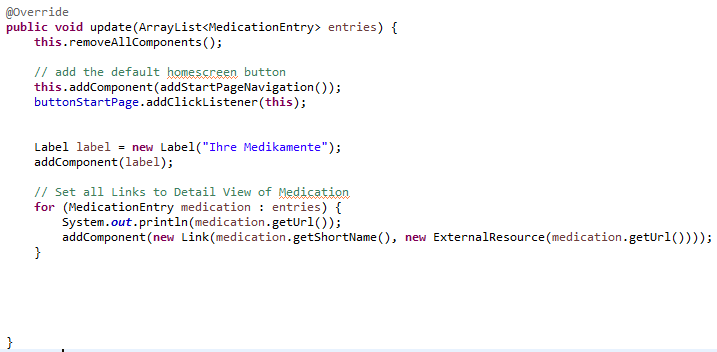 @Override
public void update(ArrayList<MedicationEntry> entries) {
    this.removeAllComponents();

    // add the default homescreen button
    this.addComponent(addStartPageNavigation());
    buttonStartPage.addClickListener(this);


    Label label = new Label("Ihre Medikamente");
    addComponent(label);

    // Set all Links to Detail View of Medication
    for (MedicationEntry medication : entries) {
        System.out.println(medication.getUrl());
        addComponent(new Link(medication.getShortName(), new ExternalResource(medication.getUrl())));
    }





}